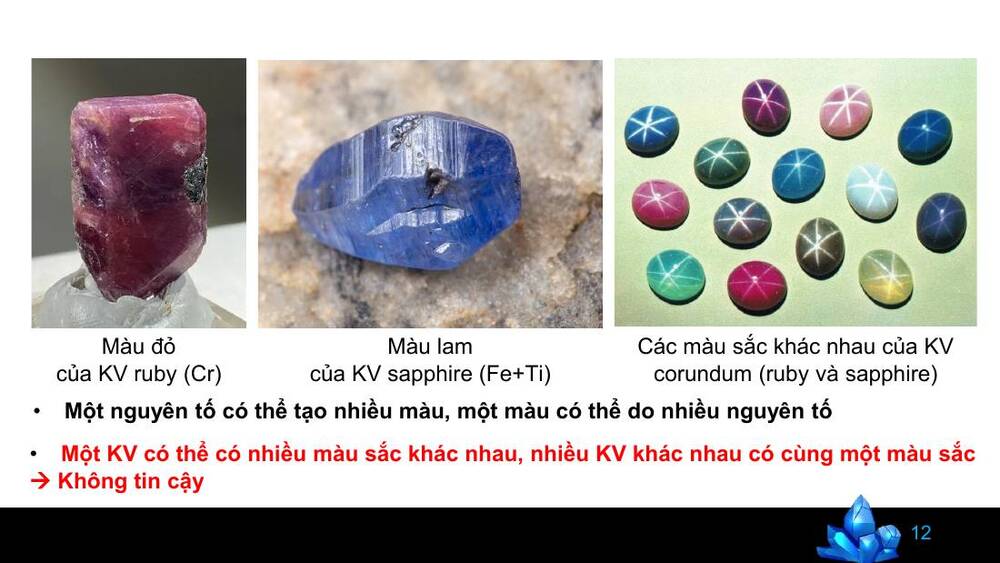 Màu đỏ
của KV ruby (Cr)
Màu lam
của KV sapphire (Fe+Ti)
Các màu sắc khác nhau của KV
corundum (ruby và sapphire)
• Một nguyên tố có thể tạo nhiều màu, một màu có thể do nhiều nguyên tố
• Một KV có thể có nhiều màu sắc khác nhau, nhiều KV khác nhau có cùng một màu sắc
→ Không tin cậy
12